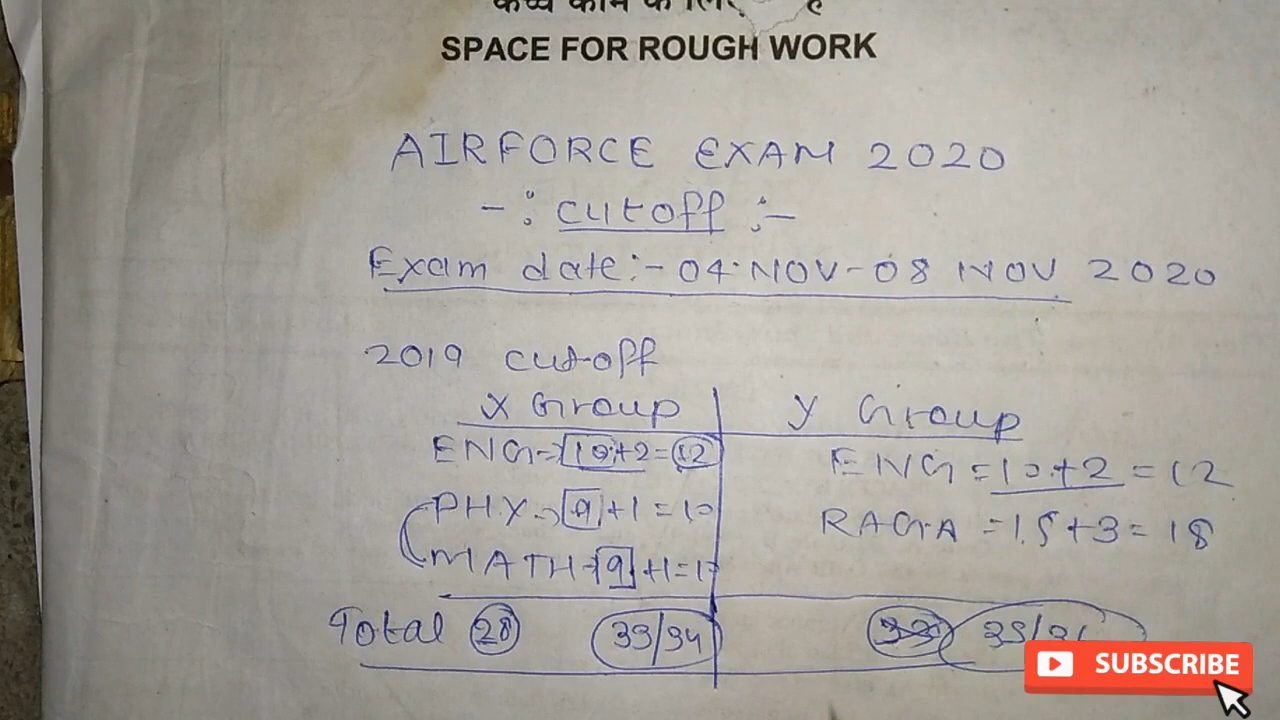 SPACE FOR ROUGH WORK
AIRFORCE EXAM 2020
-: cutoff :-
Exam date:- 04 NOV - 08 NOV 2020
2019 cutoff
X Group
ENG = 10+2 = 12
PHY → 9 +1 = 10
MATH - 9 +1 = 10
Y Group
ENG = 10+2 = 12
RAGA = 15+3 = 18
Total 28
SUBSCRIBE